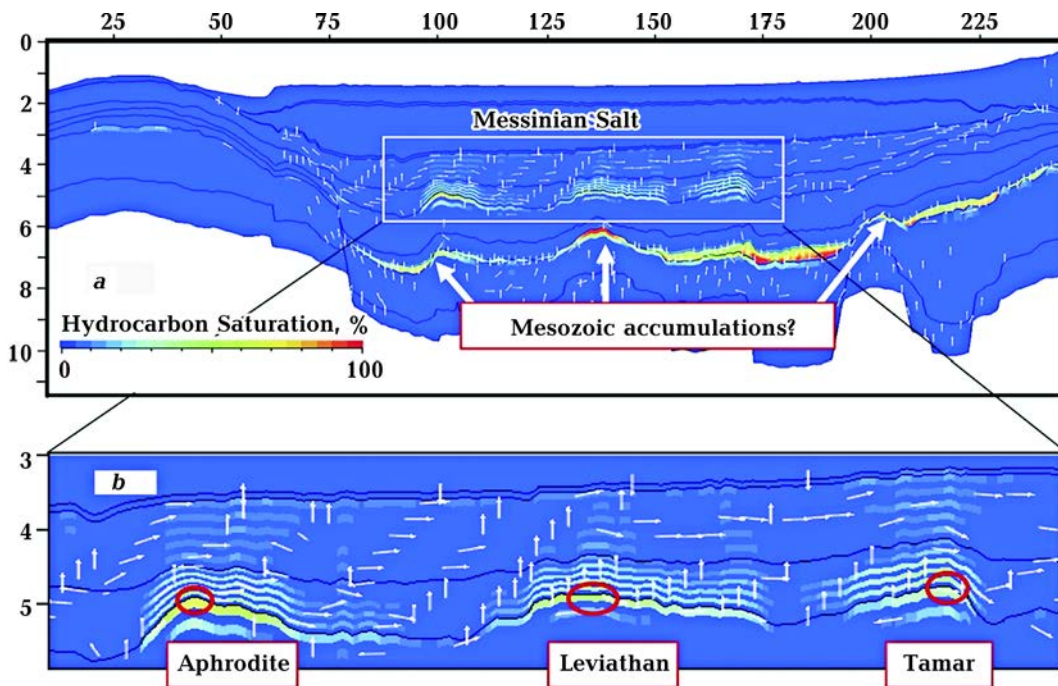 25 50 75 100 125 150 175 200 225
0
2
Messinian Salt
4
6
a
8
Hydrocarbon Saturation, %
Mesozoic accumulations?
10
0 100
3
b
4
5
Aphrodite Leviathan Tamar